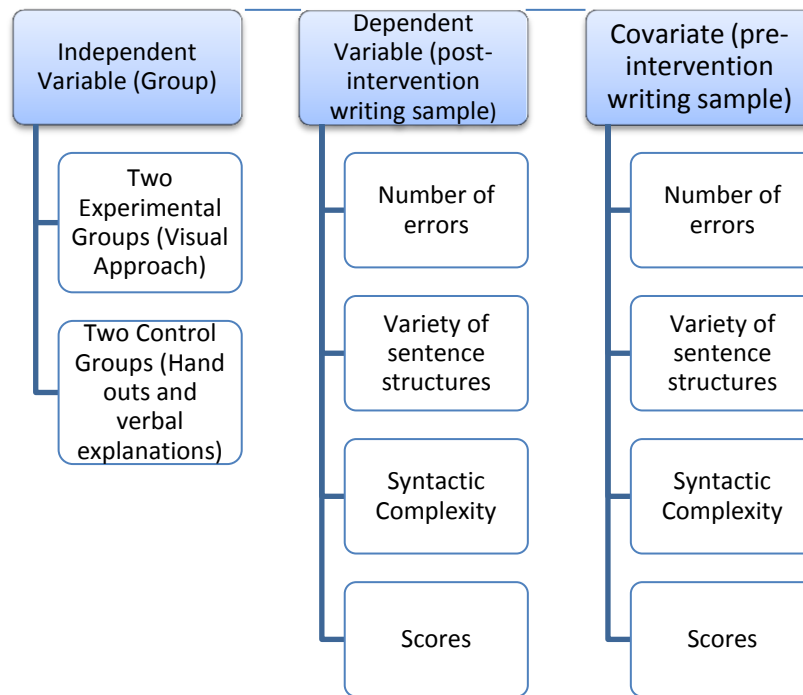 Independent
Variable (Group)
Two
Experimental
Groups (Visual
Approach)
Two Control
Groups (Hand
outs and
verbal
explanations)
Dependent
Variable (post-
intervention
writing sample)
Number of
errors
Variety of
sentence
structures
Syntactic
Complexity
Scores
Covariate (pre-
intervention
writing sample)
Number of
errors
Variety of
sentence
structures
Syntactic
Complexity
Scores